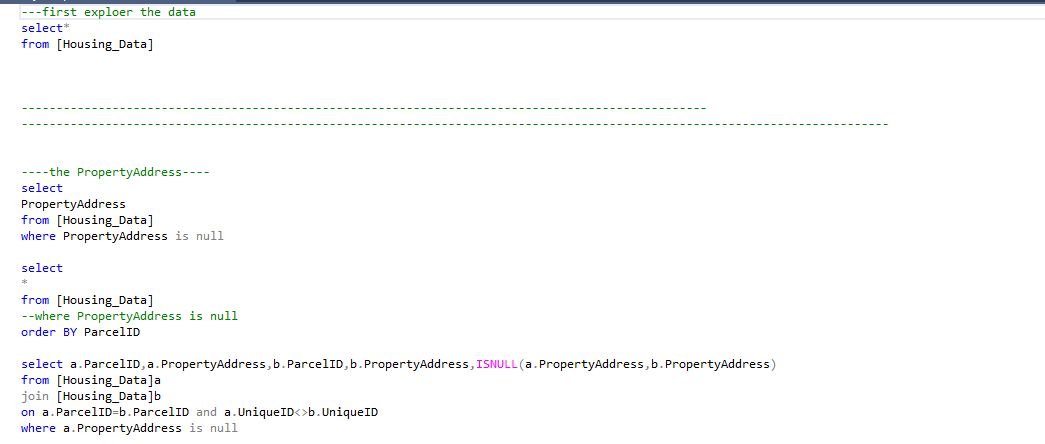 ---first exploer the data
select*
from [Housing_Data]
--------------------------------------------------------------------------------------------------
----------------------------------------------------------------------------------------------------------------------------
----the PropertyAddress----
select
PropertyAddress
from [Housing_Data]
where PropertyAddress is null
select
*
from [Housing_Data]
--where PropertyAddress is null
order BY ParcelID
select a.ParcelID,a.PropertyAddress,b.ParcelID,b.PropertyAddress,ISNULL(a.PropertyAddress,b.PropertyAddress)
from [Housing_Data]a
join [Housing_Data]b
on a.ParcelID=b.ParcelID and a.UniqueID<>b.UniqueID
where a.PropertyAddress is null